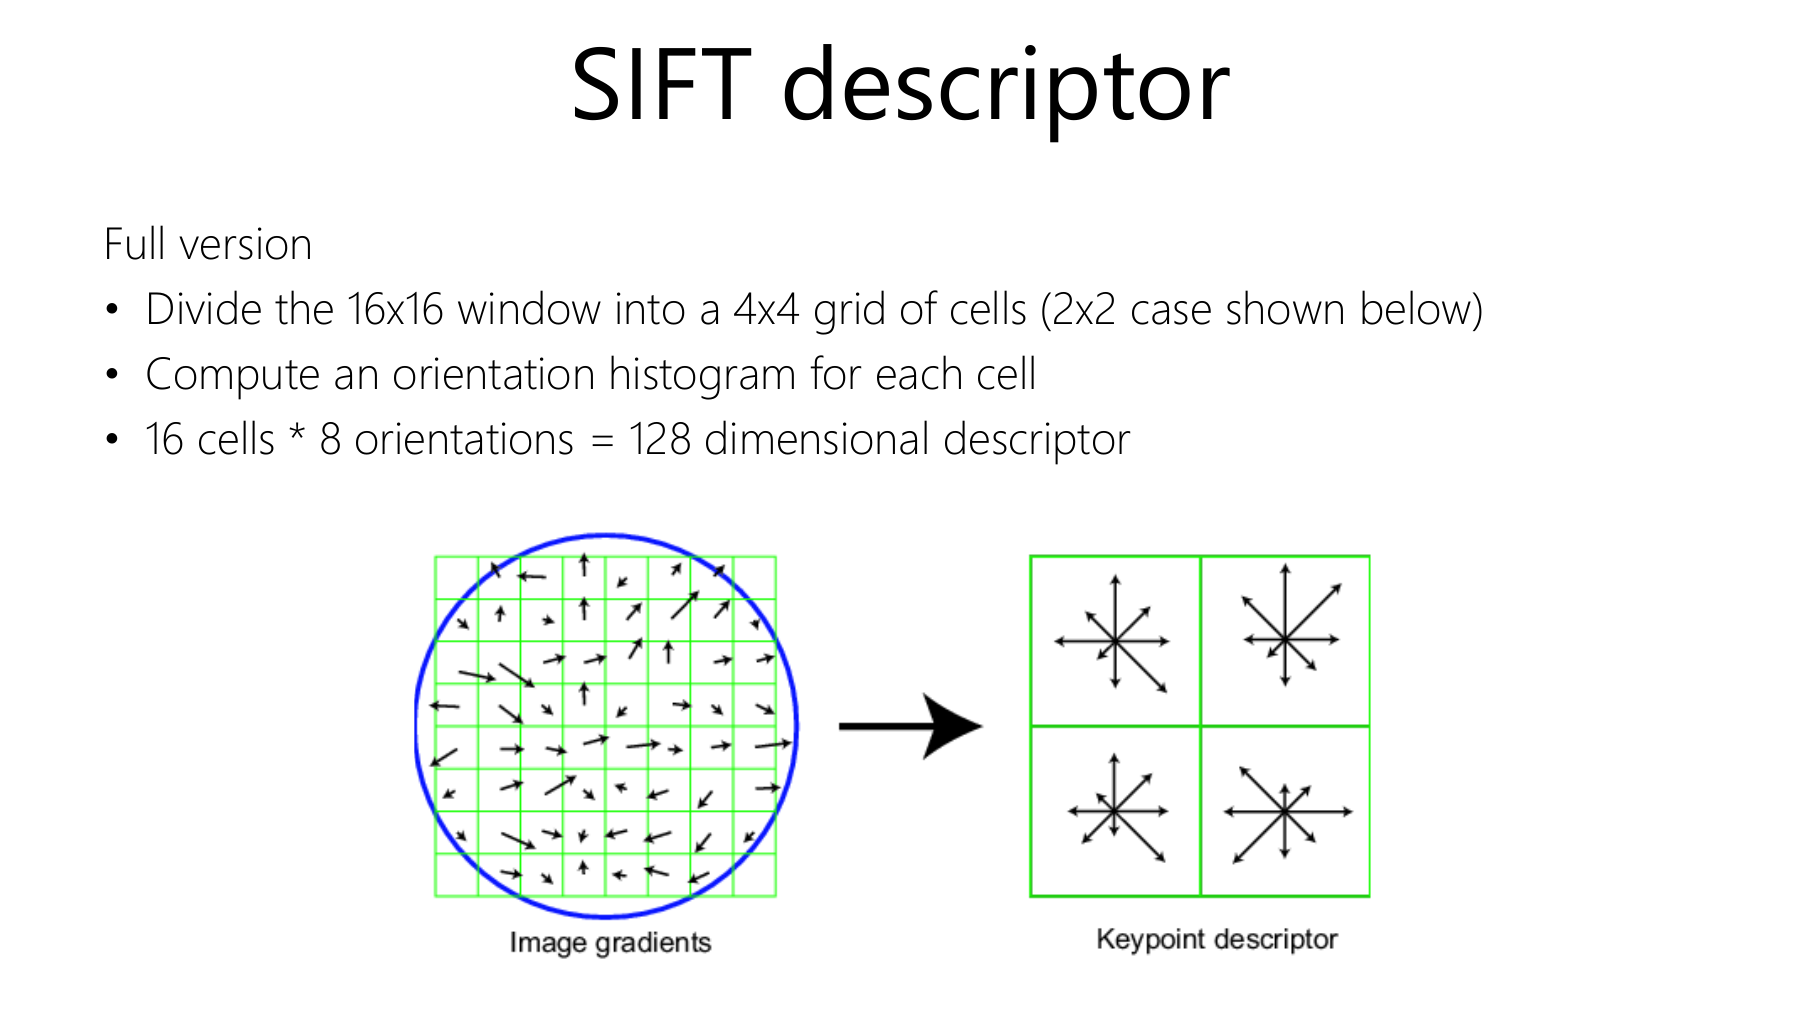 SIFT descriptor
Full version
• Divide the 16x16 window into a 4x4 grid of cells (2x2 case shown below)
• Compute an orientation histogram for each cell
• 16 cells * 8 orientations = 128 dimensional descriptor
Image gradients
Keypoint descriptor